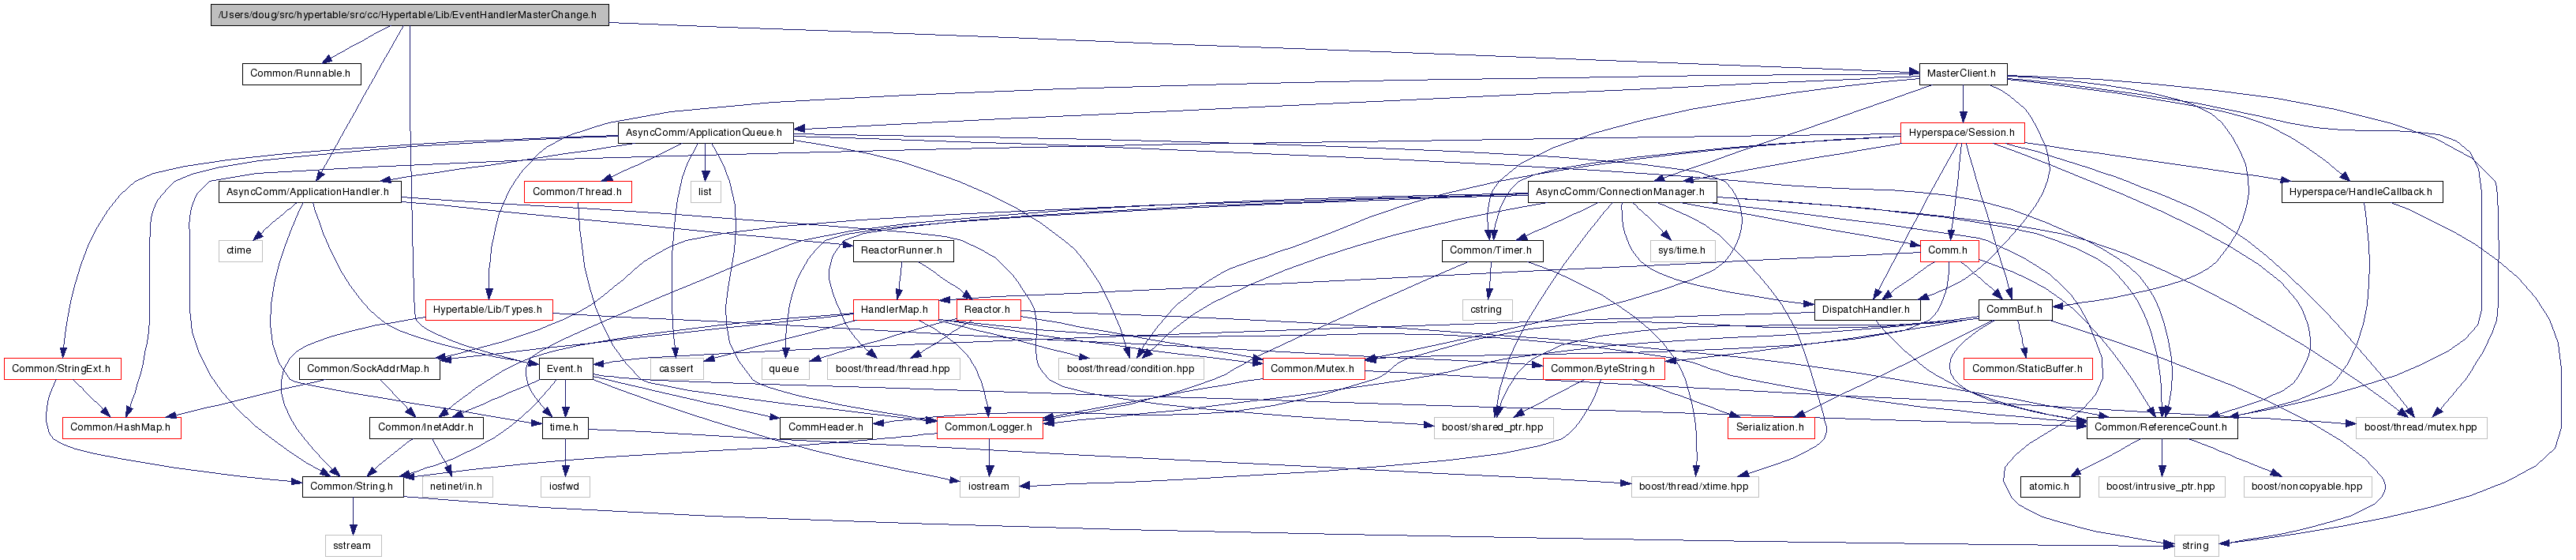 /Users/doug/src/hypertable/src/cc/Hypertable/Lib/EventHandlerMasterChange.h
Common/Runnable.h
MasterClient.h
AsyncComm/ApplicationQueue.h
Hyperspace/Session.h
AsyncComm/ApplicationHandler.h
Common/Thread.h
list
AsyncComm/ConnectionManager.h
Hyperspace/HandleCallback.h
ctime
ReactorRunner.h
Common/Timer.h
sys/time.h
Comm.h
Hypertable/Lib/Types.h
HandlerMap.h
Reactor.h
cstring
DispatchHandler.h
CommBuf.h
Common/StringExt.h
Common/SockAddrMap.h
Event.h
cassert
queue
boost/thread/thread.hpp
boost/thread/condition.hpp
Common/Mutex.h
Common/ByteString.h
Common/StaticBuffer.h
Common/HashMap.h
Common/InetAddr.h
time.h
CommHeader.h
Common/Logger.h
boost/shared_ptr.hpp
Serialization.h
Common/ReferenceCount.h
boost/thread/mutex.hpp
Common/String.h
netinet/in.h
iosfwd
iostream
boost/thread/xtime.hpp
atomic.h
boost/intrusive_ptr.hpp
boost/noncopyable.hpp
sstream
string